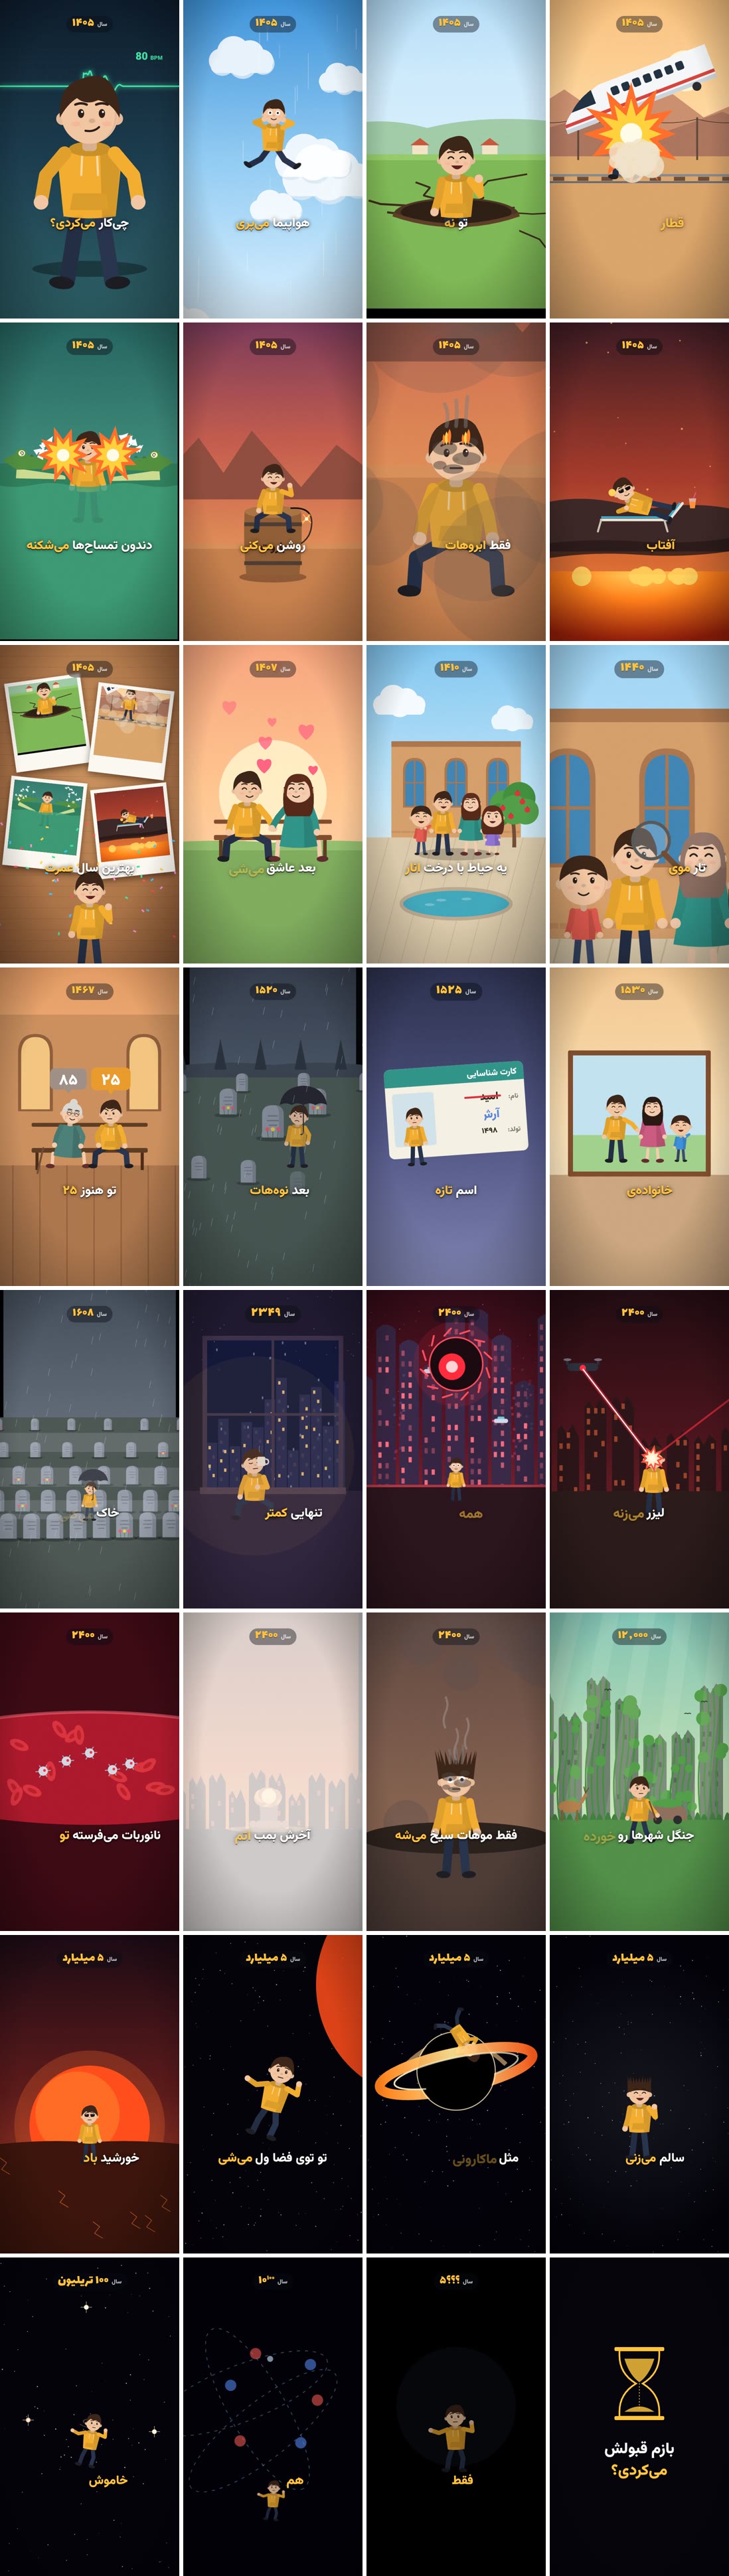 سال ۱۴۰۵
80 BPM
چی‌کار می‌کردی؟
سال ۱۴۰۵
هواپیما می‌پری
سال ۱۴۰۵
تو نه
سال ۱۴۰۵
قطار
سال ۱۴۰۵
دندون تمساح‌ها می‌شکنه
سال ۱۴۰۵
روشن می‌کنی
سال ۱۴۰۵
فقط ابروهات
سال ۱۴۰۵
آفتاب
سال ۱۴۰۵
بهترین سال عمرت
سال ۱۴۰۷
بعد عاشق می‌شی
سال ۱۴۱۰
یه حیاط با درخت انار
سال ۱۴۴۰
تار موی
سال ۱۴۶۷
۸۵
۲۵
تو هنوز ۲۵
سال ۱۵۲۰
بعد نوه‌هات
سال ۱۵۲۵
کارت شناسایی
نام:
امید
آرش
تولد: ۱۴۹۸
اسم تازه
سال ۱۵۳۰
خانواده‌ی
سال ۱۶۰۸
خاک
سال ۲۳۴۹
تنهایی کمتر
سال ۲۴۰۰
همه
سال ۲۴۰۰
لیزر می‌زنه
سال ۲۴۰۰
نانوربات می‌فرسته تو
سال ۲۴۰۰
آخرش بمب اتم
سال ۲۴۰۰
فقط موهات سیخ می‌شه
سال ۱۲,۰۰۰
جنگل شهرها رو خورده
سال ۵ میلیارد
خورشید باد
سال ۵ میلیارد
تو توی فضا ول می‌شی
سال ۵ میلیارد
مثل ماکارونی
سال ۵ میلیارد
سالم می‌زنی
سال ۱۰۰ تریلیون
خاموش
سال ۱۰¹⁰⁰
هم
سال ؟؟؟؟
فقط
بازم قبولش
می‌کردی؟